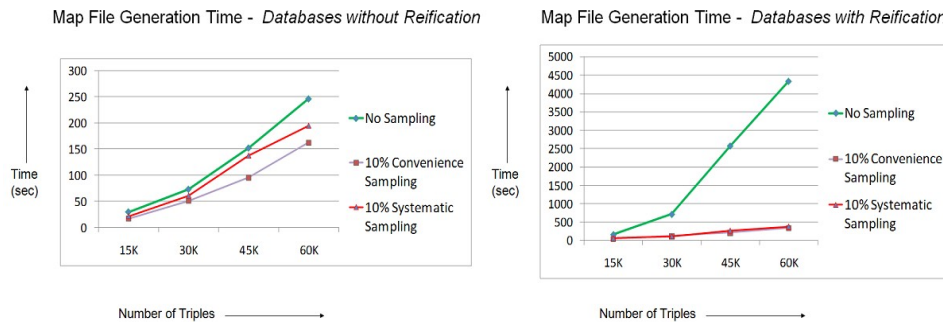 Map File Generation Time - Databases without Reification
300
250
200
150
100
50
0
15K 30K 45K 60K
Time
(sec)
No Sampling
10% Convenience
Sampling
10% Systematic
Sampling
Number of Triples
Map File Generation Time - Databases with Reification
5000
4500
4000
3500
3000
2500
2000
1500
1000
500
0
15K 30K 45K 60K
Time
(sec)
No Sampling
10% Convenience
Sampling
10% Systematic
Sampling
Number of Triples